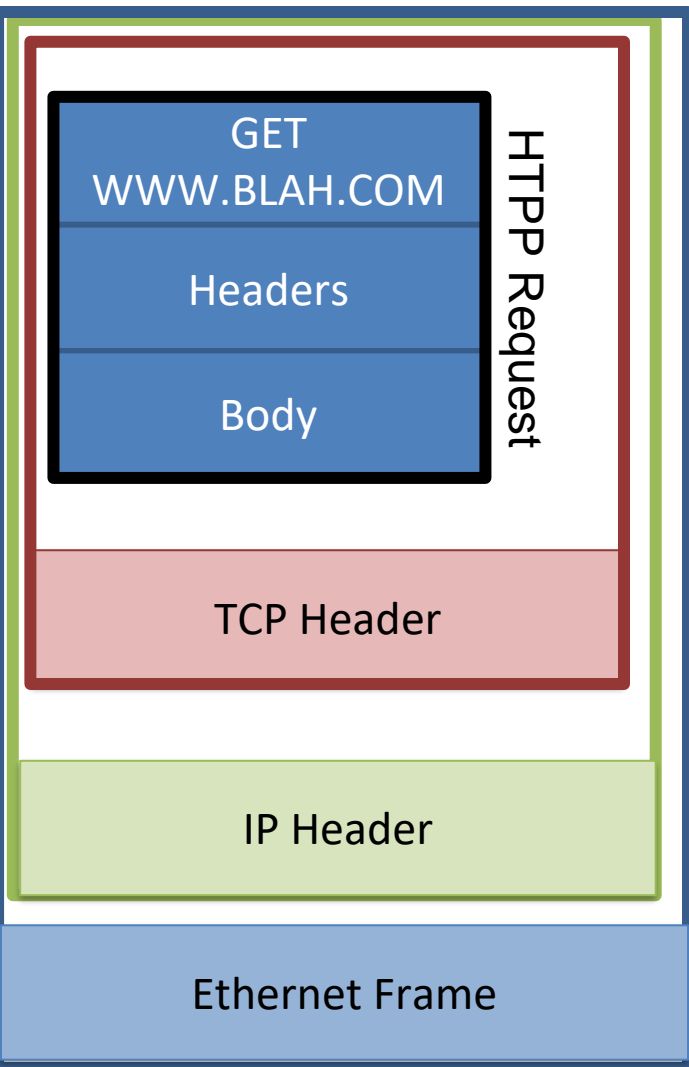 GET
WWW.BLAH.COM
Headers
Body
HTPP Request
TCP Header
IP Header
Ethernet Frame